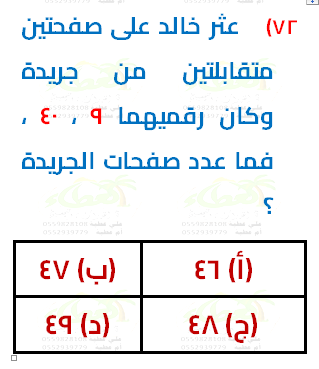 ٧٢) عثر خالد على صفحتين
متقابلتين من جريدة
وكان رقميهما ٩ ، ٤٠ ،
فما عدد صفحات الجريدة
؟
(أ) ٤٦ (ب) ٤٧
(ج) ٤٨ (د) ٤٩